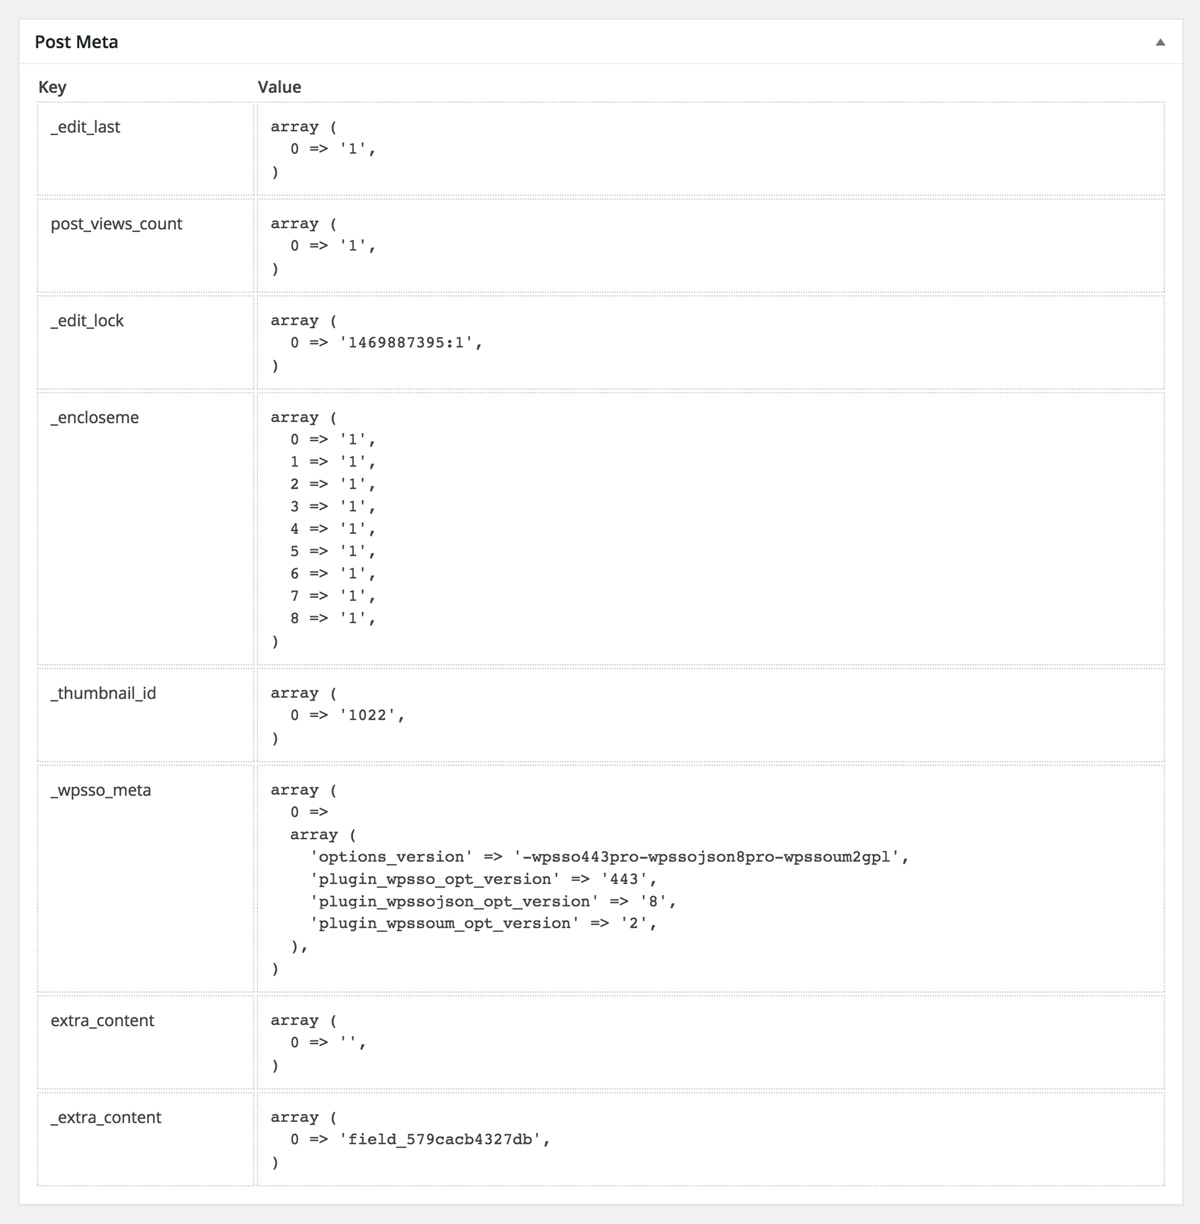 Post Meta
Key Value
_edit_last array (
0 => '1',
)
post_views_count array (
0 => '1',
)
_edit_lock array (
0 => '1469887395:1',
)
_encloseme array (
0 => '1',
1 => '1',
2 => '1',
3 => '1',
4 => '1',
5 => '1',
6 => '1',
7 => '1',
8 => '1',
)
_thumbnail_id array (
0 => '1022',
)
_wpsso_meta array (
0 =>
array (
'options_version' => '-wpsso443pro-wpssojson8pro-wpssoum2gpl',
'plugin_wpsso_opt_version' => '443',
'plugin_wpssojson_opt_version' => '8',
'plugin_wpssoum_opt_version' => '2',
),
)
extra_content array (
0 => '',
)
_extra_content array (
0 => 'field_579cacb4327db',
)